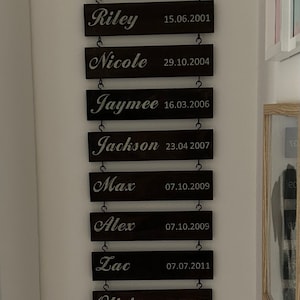 Riley 15.06.2001
Nicole 29.10.2004
Jaymee 16.03.2006
Jackson 23.04.2007
Max 07.10.2009
Alex 07.10.2009
Zac 07.07.2011